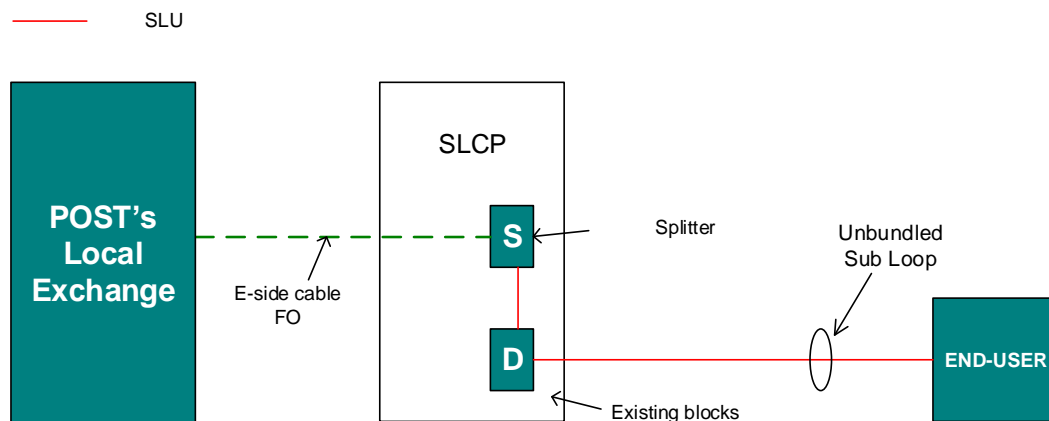 SLU
SLCP
POST's
Local
Exchange
S
Splitter
Unbundled
Sub Loop
E-side cable
FO
D
END-USER
Existing blocks